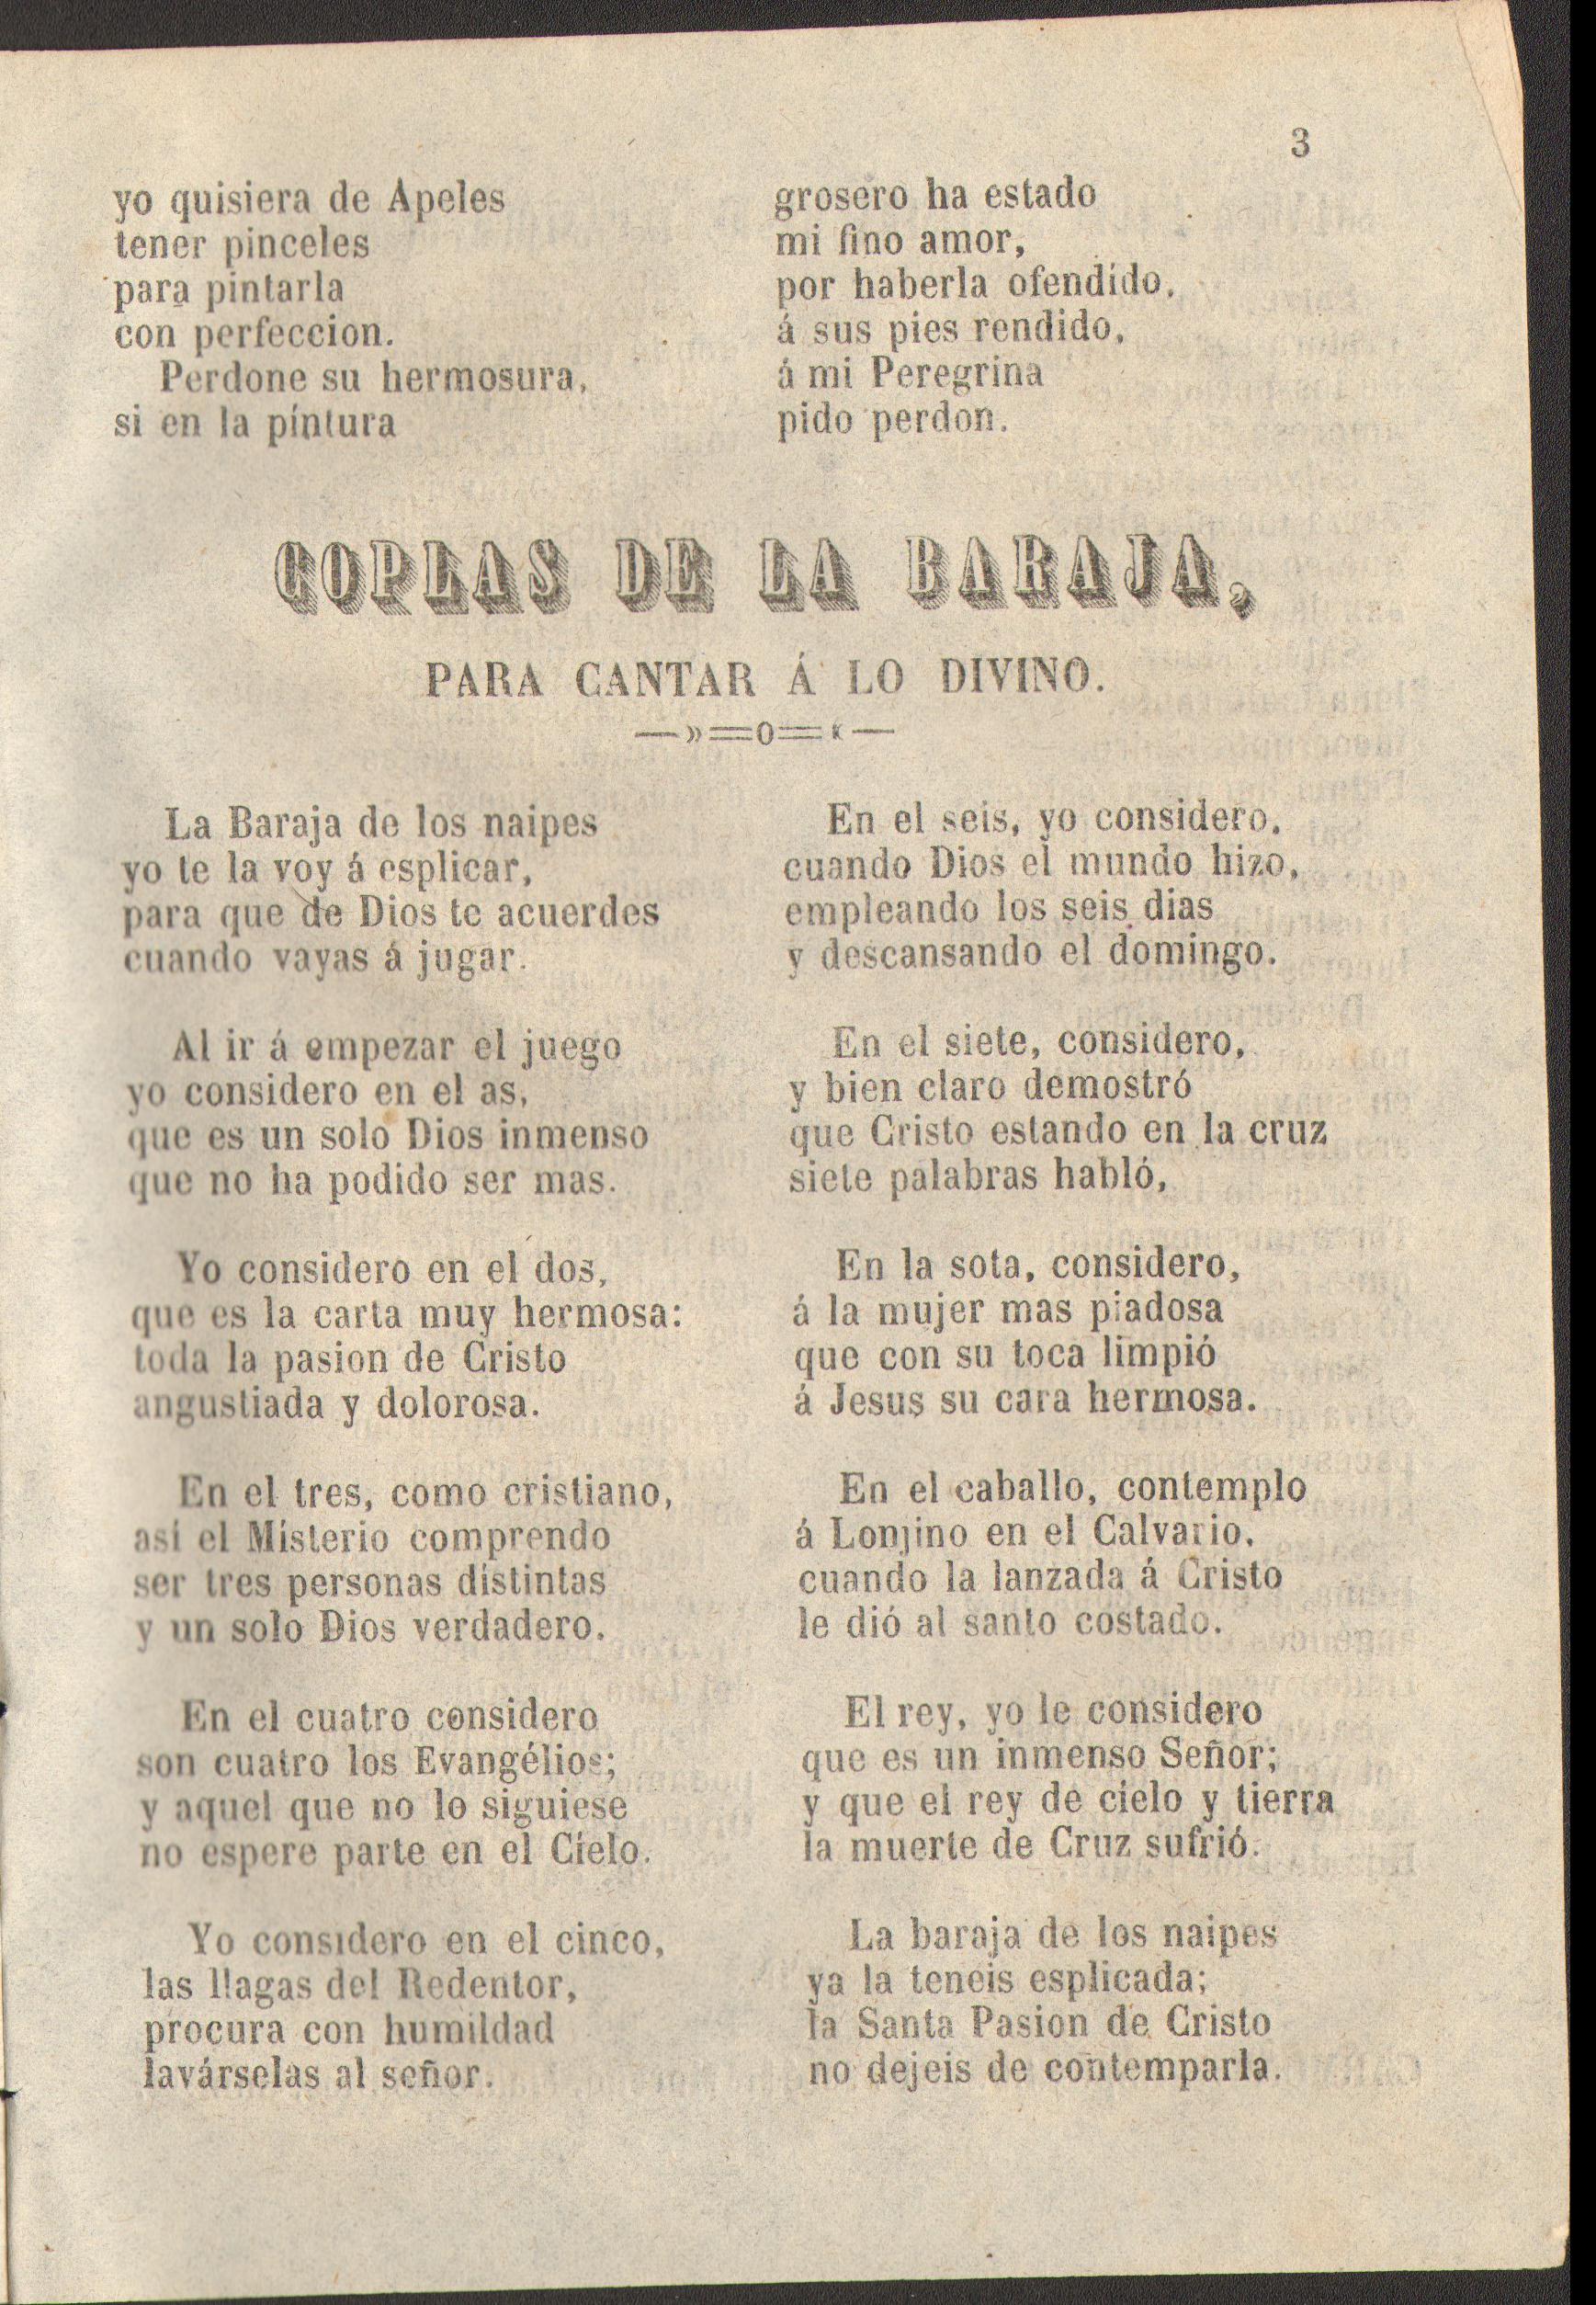 3
yo quisiera de Apeles
tener pinceles
para pintarla
con perfeccion.
Perdone su hermosura,
si en la píntura
grosero ha estado
mi fino amor,
por haberla ofendído,
á sus pies rendido,
á mi Peregrina
pido perdon.
COPLAS DE LA BARAJA,
PARA CANTAR Á LO DIVINO.
La Baraja de los naipes
yo te la voy á esplicar,
para que de Dios te acuerdes
cuando vayas á jugar.
Al ir á empezar el juego
yo considero en el as,
que es un solo Dios inmenso
que no ha podido ser mas.
Yo considero en el dos,
que es la carta muy hermosa:
toda la pasion de Cristo
angustiada y dolorosa.
En el tres, como cristiano,
así el Místerio comprendo
ser tres personas dístintas
y un solo Dios verdadero.
En el cuatro considero
son cuatro los Evangélios;
y aquel que no lo siguiese
no espere parte en el Cíelo.
Yo considero en el cinco,
las llagas del Redentor,
procura con humildad
lavárselas al señor.
En el seis, yo considero,
cuando Dios el mundo hizo,
empleando los seis dias
y descansando el domingo.
En el siete, considero,
y bien claro demostró
que Cristo estando en la cruz
siete palabras habló,
En la sota, considero,
á la mujer mas piadosa
que con su toca limpió
á Jesus su cara hermosa.
En el caballo, contemplo
á Lonjino en el Calvario,
cuando la lanzada á Cristo
le dió al santo costado.
El rey, yo le considero
que es un inmenso Señor;
y que el rey de cíelo y tierra
la muerte de Cruz sufrió.
La baraja de los naipes
ya la teneis esplicada;
la Santa Pasion de Cristo
no dejeis de contemparla.